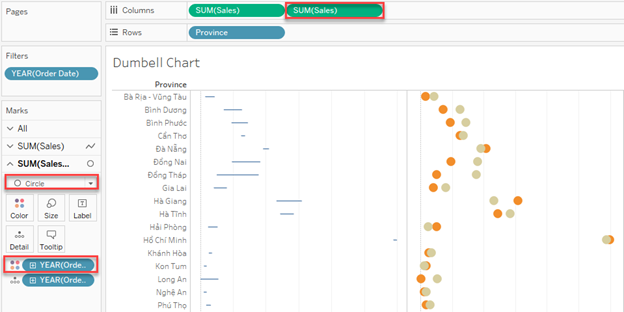 Pages
Columns
SUM(Sales)
SUM(Sales)
Rows
Province
Filters
YEAR(Order Date)
Marks
All
SUM(Sales)
SUM(Sales...
Circle
Color
Size
Label
Detail
Tooltip
YEAR(Orde..
YEAR(Orde..
Dumbell Chart
Province
Bà Rịa - Vũng Tàu
Bình Dương
Bình Phước
Cần Thơ
Đà Nẵng
Đồng Nai
Đồng Tháp
Gia Lai
Hà Giang
Hà Tĩnh
Hải Phòng
Hồ Chí Minh
Khánh Hòa
Kon Tum
Long An
Nghệ An
Phú Thọ